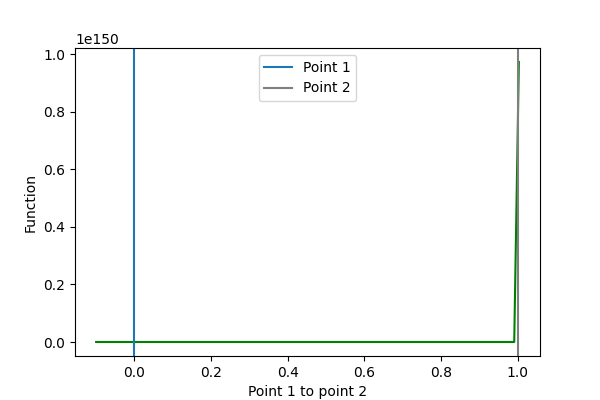 1e150
1.0
0.8
0.6
0.4
0.2
0.0
Function
Point 1
Point 2
0.0 0.2 0.4 0.6 0.8 1.0
Point 1 to point 2